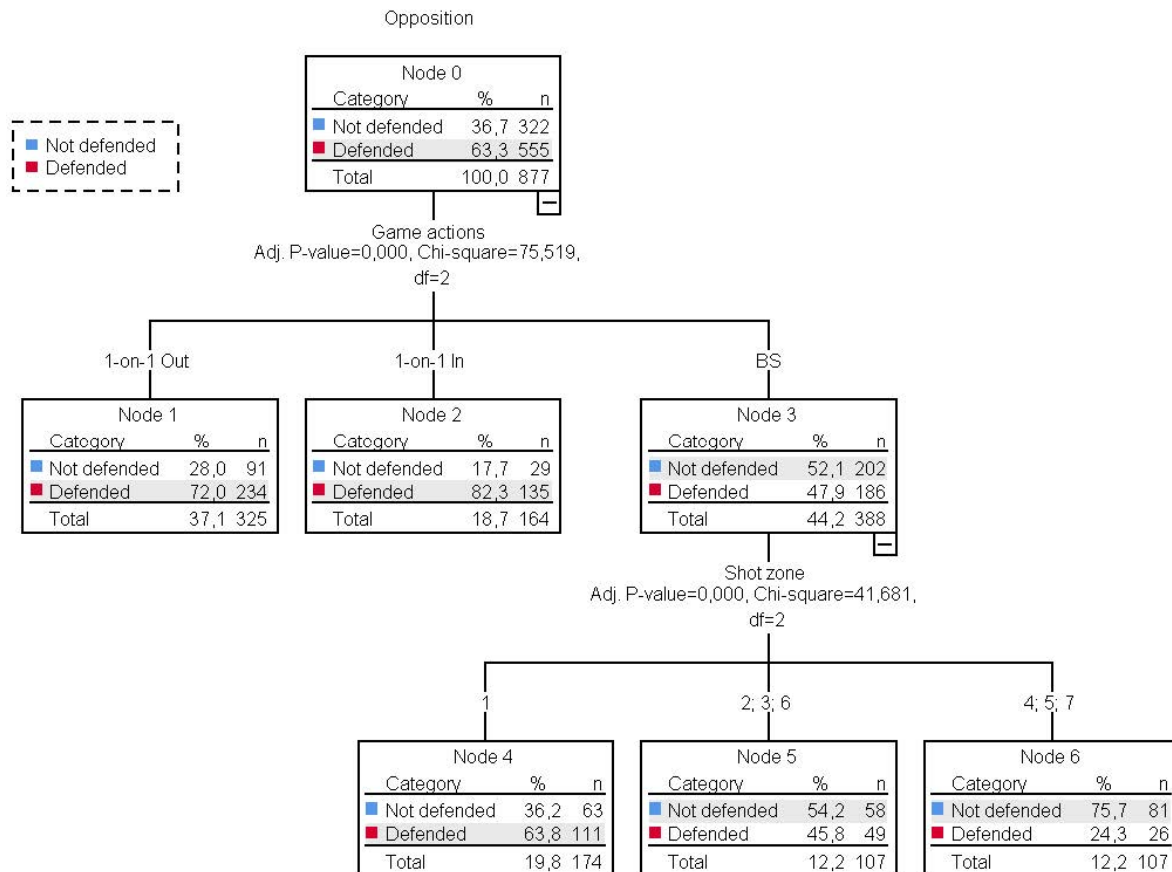 Opposition
Node 0
Category % n
Not defended 36,7 322
Defended 63,3 555
Total 100,0 877
Not defended
Defended
Game actions
Adj. P-value=0,000, Chi-square=75,519,
df=2
1-on-1 Out
1-on-1 In
BS
Node 1
Catogory % n
Not defended 28,0 91
Defended 72,0 234
Total 37,1 325
Node 2
Catogory % n
Not defended 17,7 29
Defended 82,3 135
Total 18,7 164
Node 3
Category % n
Not defended 52,1 202
Defended 47,9 186
Total 44,2 388
Shot zone
Adj. P-value=0,000, Chi-square=41,681,
df=2
1
2; 3; 6
4; 5; 7
Node 4
Category % n
Not defended 36,2 63
Defended 63,8 111
Total 19,8 174
Node 5
Category % n
Not defended 54,2 58
Defended 45,8 49
Total 12,2 107
Node 6
Category % n
Not defended 75,7 81
Defended 24,3 26
Total 12,2 107